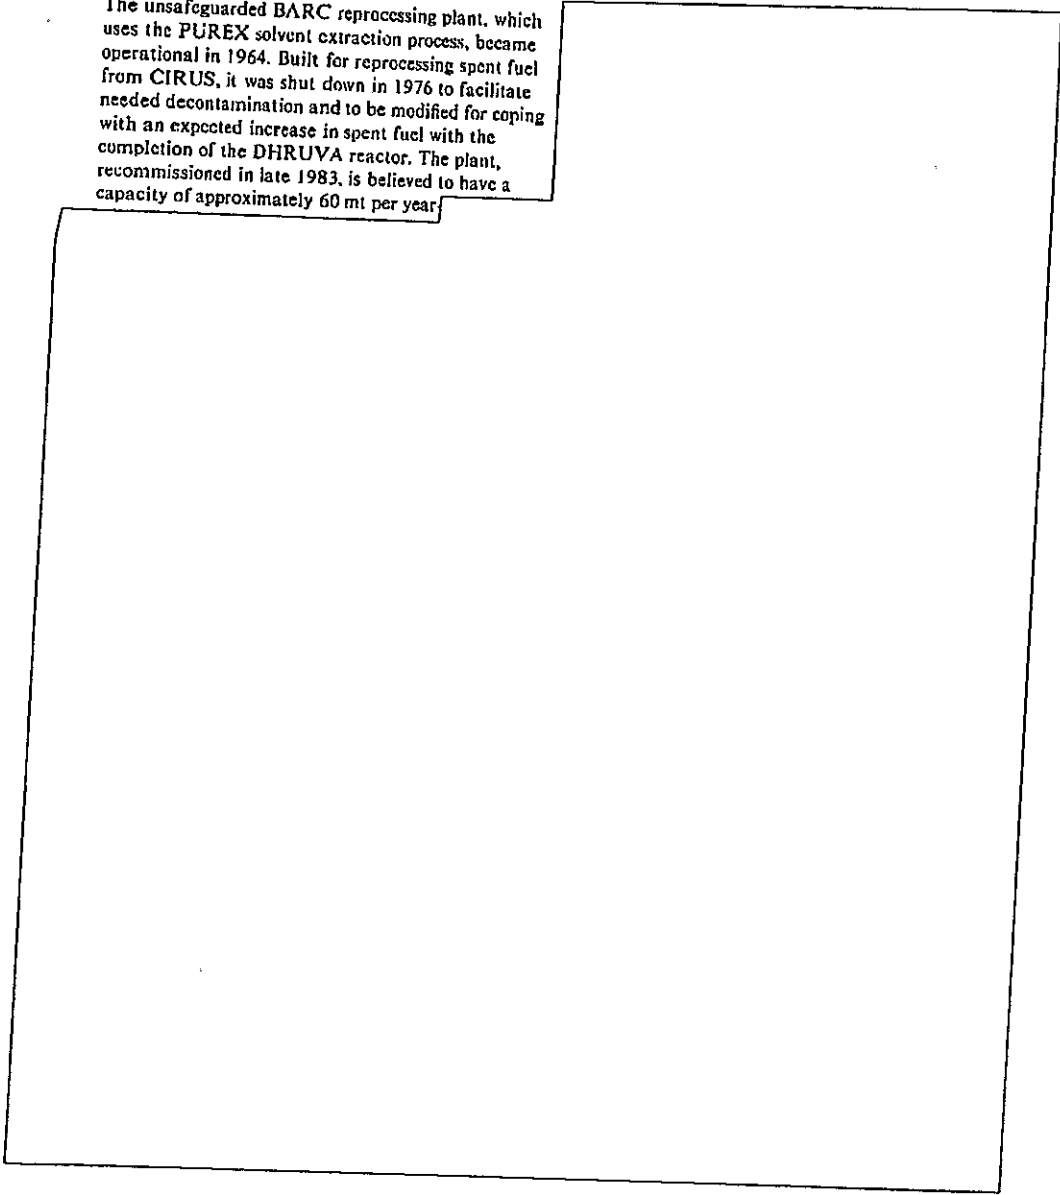 The unsafeguarded BARC reprocessing plant, which
uses the PUREX solvent extraction process, became
operational in 1964. Built for reprocessing spent fuel
from CIRUS, it was shut down in 1976 to facilitate
needed decontamination and to be modified for coping
with an expected increase in spent fuel with the
completion of the DHRUVA reactor. The plant,
recommissioned in late 1983, is believed to have a
capacity of approximately 60 mt per year